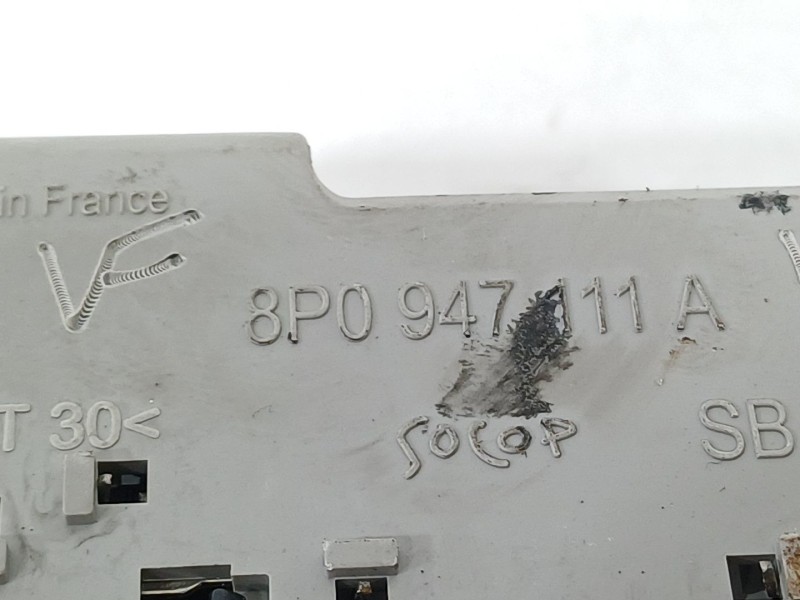 in France
VF
8P0 947 111 A
T 30<
SOCOP
SB